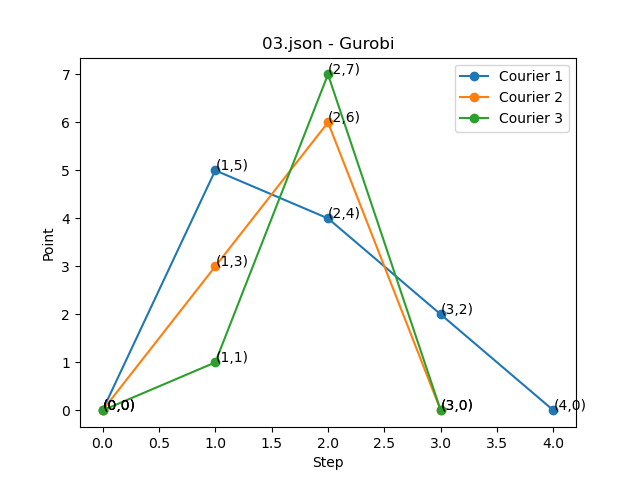 03.json - Gurobi
Courier 1
Courier 2
Courier 3
Point
7
6
5
4
3
2
1
0
(2,7)
(2,6)
(1,5)
(2,4)
(1,3)
(3,2)
(1,1)
(0,0)
(3,0)
(4,0)
0.0 0.5 1.0 1.5 2.0 2.5 3.0 3.5 4.0
Step